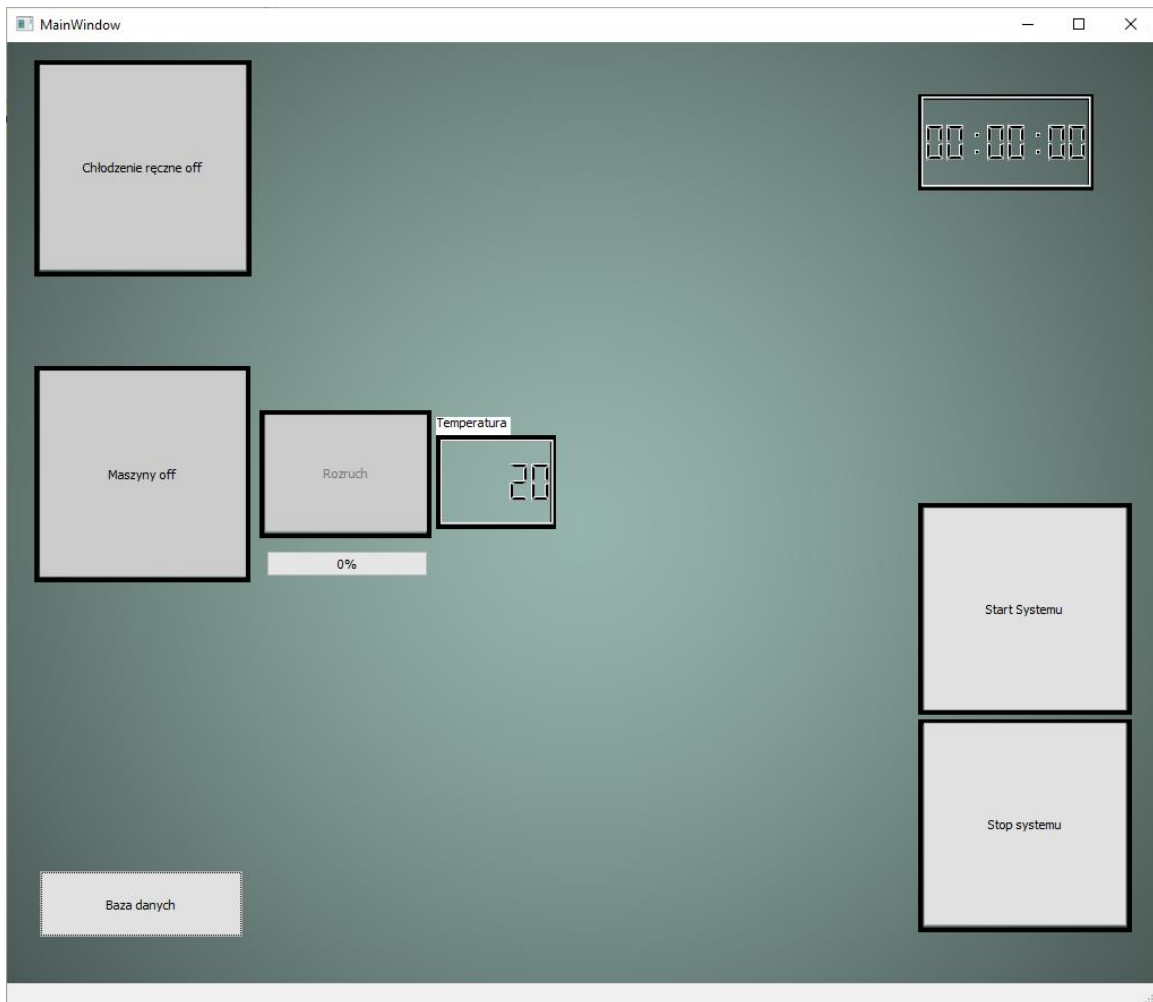 MainWindow
Chłodzenie ręczne off
00:00:00
Maszyny off
Rozruch
Temperatura
20
0%
Start Systemu
Stop systemu
Baza danych